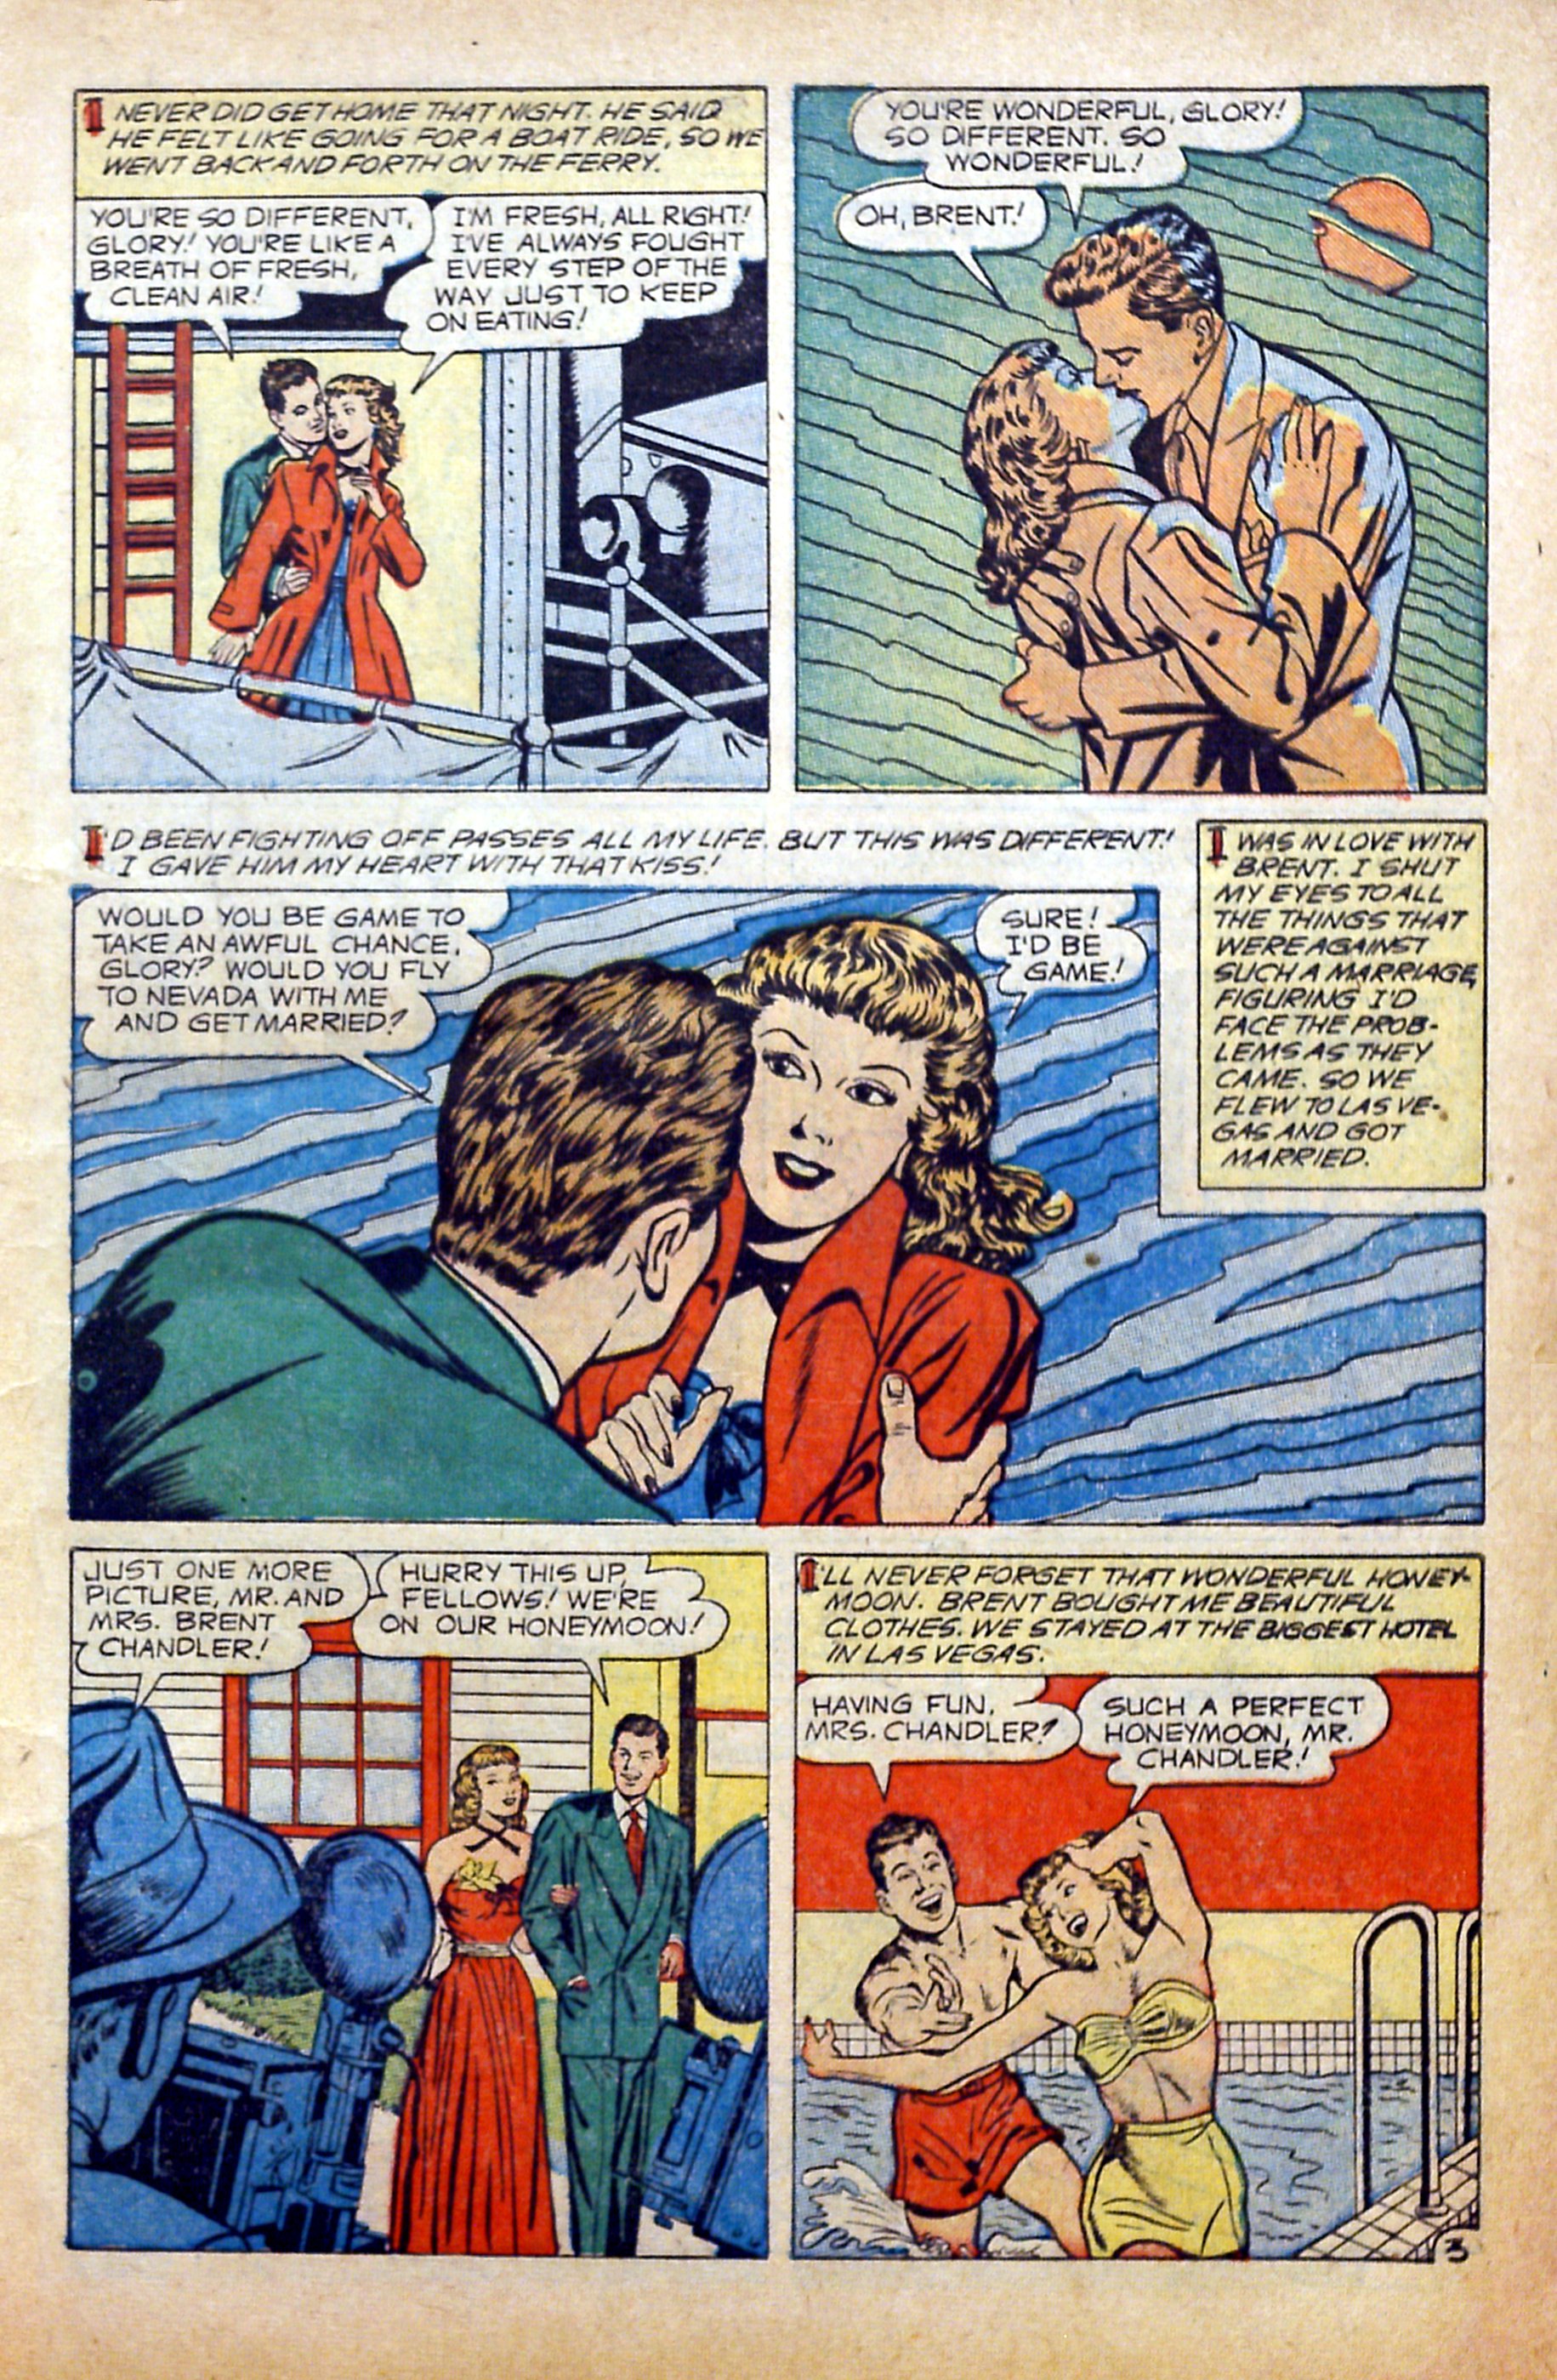 I NEVER DID GET HOME THAT NIGHT. HE SAID
HE FELT LIKE GOING FOR A BOAT RIDE, SO WE
WENT BACK AND FORTH ON THE FERRY.
YOU'RE SO DIFFERENT,
GLORY! YOU'RE LIKE A
BREATH OF FRESH,
CLEAN AIR!
I'M FRESH, ALL RIGHT!
I'VE ALWAYS FOUGHT
EVERY STEP OF THE
WAY JUST TO KEEP
ON EATING!
YOU'RE WONDERFUL, GLORY!
SO DIFFERENT. SO
WONDERFUL!
OH, BRENT!
I'D BEEN FIGHTING OFF PASSES ALL MY LIFE. BUT THIS WAS DIFFERENT!
I GAVE HIM MY HEART WITH THAT KISS!
WOULD YOU BE GAME TO
TAKE AN AWFUL CHANCE,
GLORY? WOULD YOU FLY
TO NEVADA WITH ME
AND GET MARRIED?
SURE!
I'D BE
GAME!
I WAS IN LOVE WITH
BRENT. I SHUT
MY EYES TO ALL
THE THINGS THAT
WERE AGAINST
SUCH A MARRIAGE,
FIGURING I'D
FACE THE PROB-
LEMS AS THEY
CAME. SO WE
FLEW TO LAS VE-
GAS AND GOT
MARRIED.
JUST ONE MORE
PICTURE, MR. AND
MRS. BRENT
CHANDLER!
HURRY THIS UP,
FELLOWS! WE'RE
ON OUR HONEYMOON!
I'LL NEVER FORGET THAT WONDERFUL HONEY-
MOON. BRENT BOUGHT ME BEAUTIFUL
CLOTHES. WE STAYED AT THE BIGGEST HOTEL
IN LAS VEGAS.
HAVING FUN,
MRS. CHANDLER?
SUCH A PERFECT
HONEYMOON, MR.
CHANDLER!
3